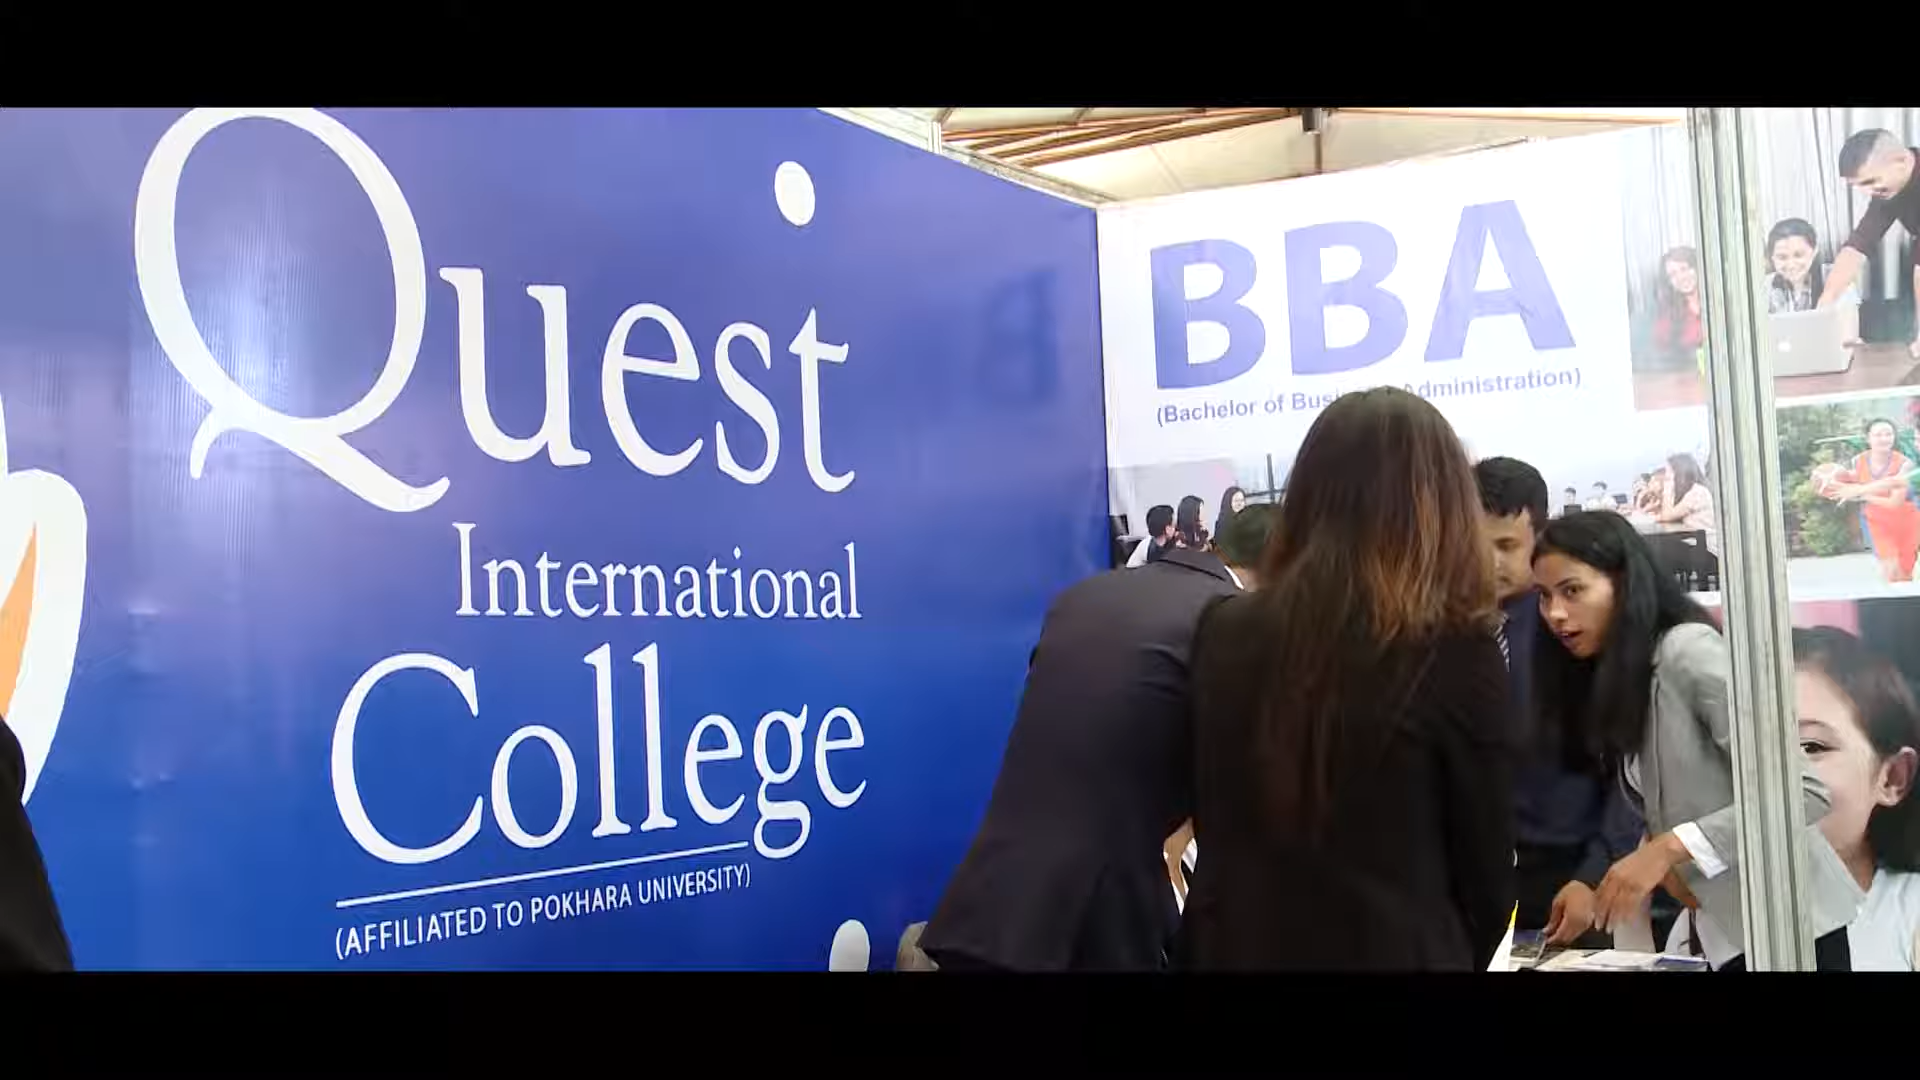 Quest
International
College
(AFFILIATED TO POKHARA UNIVERSITY)
BBA
(Bachelor of Administration)